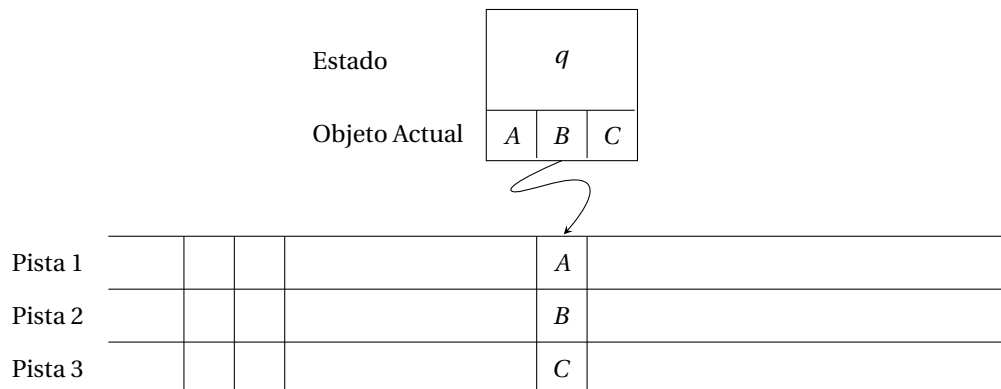 Estado q
Objeto Actual A B C
Pista 1 A
Pista 2 B
Pista 3 C